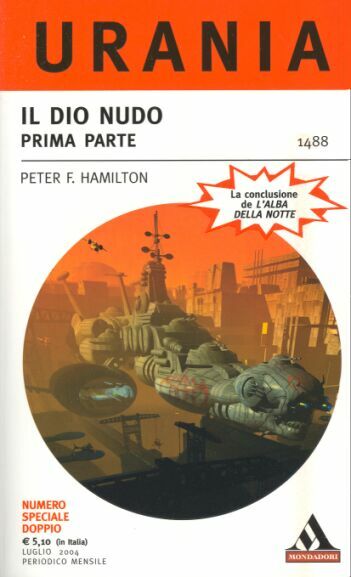 URANIA
IL DIO NUDO
PRIMA PARTE
1488
PETER F. HAMILTON
La conclusione
de L'ALBA
DELLA NOTTE
NUMERO
SPECIALE
DOPPIO
€ 5,10 (in Italia)
LUGLIO 2004
PERIODICO MENSILE
MONDADORI